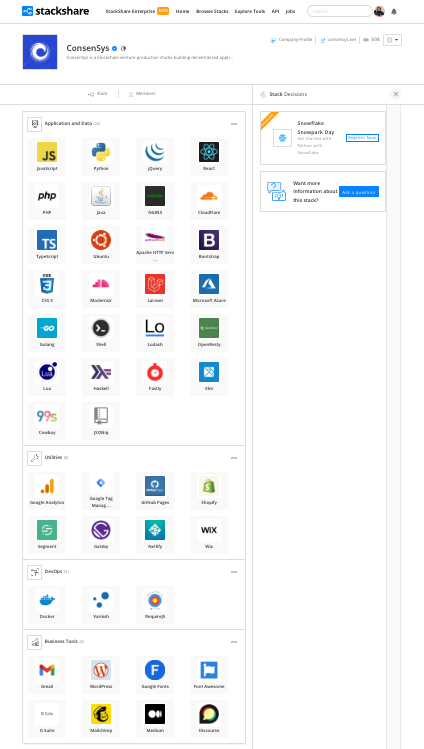 stackshare
StackShare Enterprise NEW Home Browse Stacks Explore Tools API Jobs
Search
ConsenSys
ConsenSys is a blockchain venture production studio building decentralized appli...
Company Profile consensys.net 508
Stack Members
Stack Decisions
Application and Data
JavaScript Python jQuery React
PHP Java NGINX CloudFlare
TypeScript Ubuntu Apache HTTP Serv ... Bootstrap
CSS 3 Modernizr Laravel Microsoft Azure
Golang Shell Lodash OpenResty
Lua Haskell Fastly Elm
Cowboy JSONiq
Utilities
Google Analytics Google Tag Manag ... GitHub Pages Shopify
Segment Gatsby Netlify Wix
DevOps
Docker Varnish RequireJS
Business Tools
Gmail WordPress Google Fonts Font Awesome
G Suite MailChimp Medium Discourse
Snowflake
Snowpark Day
Get Started with
Python with
Snowflake
Register Now
Want more
information about
this stack?
Ask a question